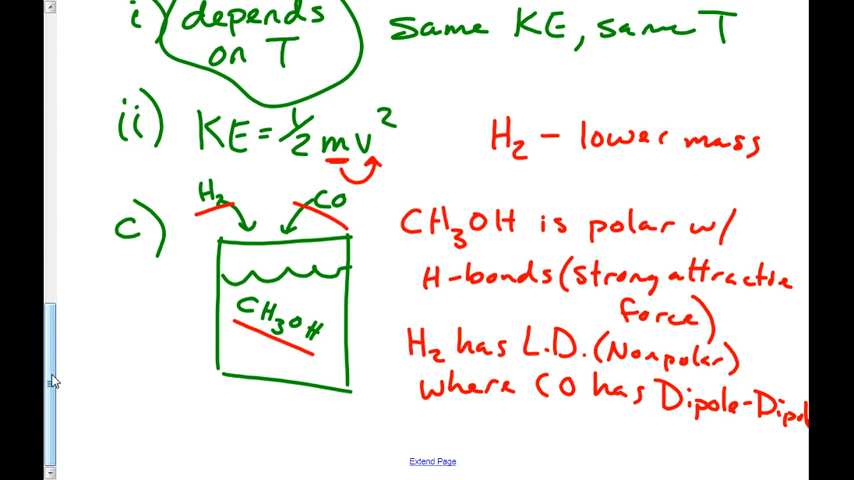 i) depends on T
same KE, same T
ii) KE = 1/2 mv²
H₂ - lower mass
c)
H₂
CO
CH₃OH
CH₃OH is polar w/
H-bonds (strong attractive
force)
H₂ has L.D. (Nonpolar)
where CO has Dipole-Dipol
Extend Page